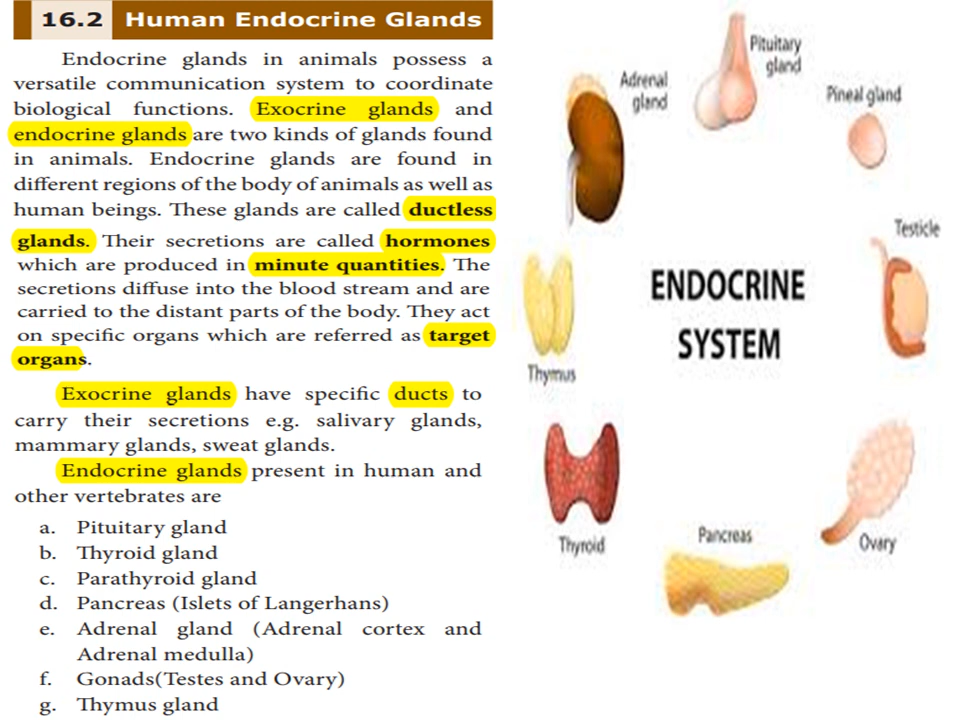 16.2 Human Endocrine Glands
Endocrine glands in animals possess a
versatile communication system to coordinate
biological functions. Exocrine glands and
endocrine glands are two kinds of glands found
in animals. Endocrine glands are found in
different regions of the body of animals as well as
human beings. These glands are called ductless
glands. Their secretions are called hormones
which are produced in minute quantities. The
secretions diffuse into the blood stream and are
carried to the distant parts of the body. They act
on specific organs which are referred as target
organs.
Exocrine glands have specific ducts to
carry their secretions e.g. salivary glands,
mammary glands, sweat glands.
Endocrine glands present in human and
other vertebrates are
a. Pituitary gland
b. Thyroid gland
c. Parathyroid gland
d. Pancreas (Islets of Langerhans)
e. Adrenal gland (Adrenal cortex and
Adrenal medulla)
f. Gonads(Testes and Ovary)
g. Thymus gland
Pituitary
gland
Adrenal
gland
Pineal gland
Testicle
ENDOCRINE
SYSTEM
Thymus
Thyroid
Pancreas
Ovary